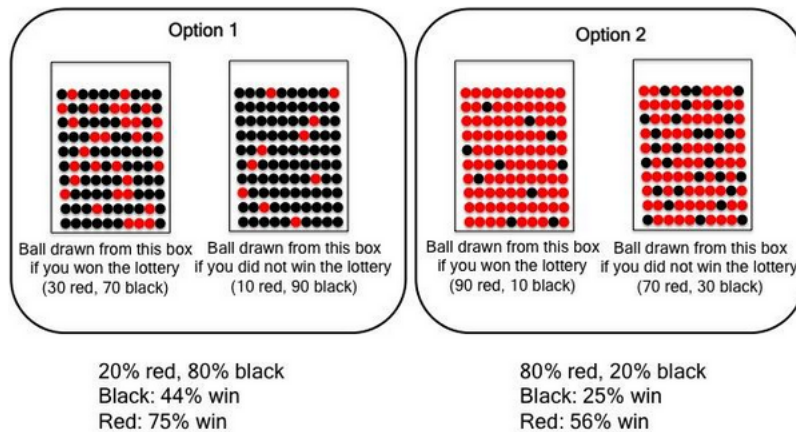 Option 1
Ball drawn from this box
if you won the lottery
(30 red, 70 black)
Ball drawn from this box
if you did not win the lottery
(10 red, 90 black)
Option 2
Ball drawn from this box
if you won the lottery
(90 red, 10 black)
Ball drawn from this box
if you did not win the lottery
(70 red, 30 black)
20% red, 80% black
Black: 44% win
Red: 75% win
80% red, 20% black
Black: 25% win
Red: 56% win